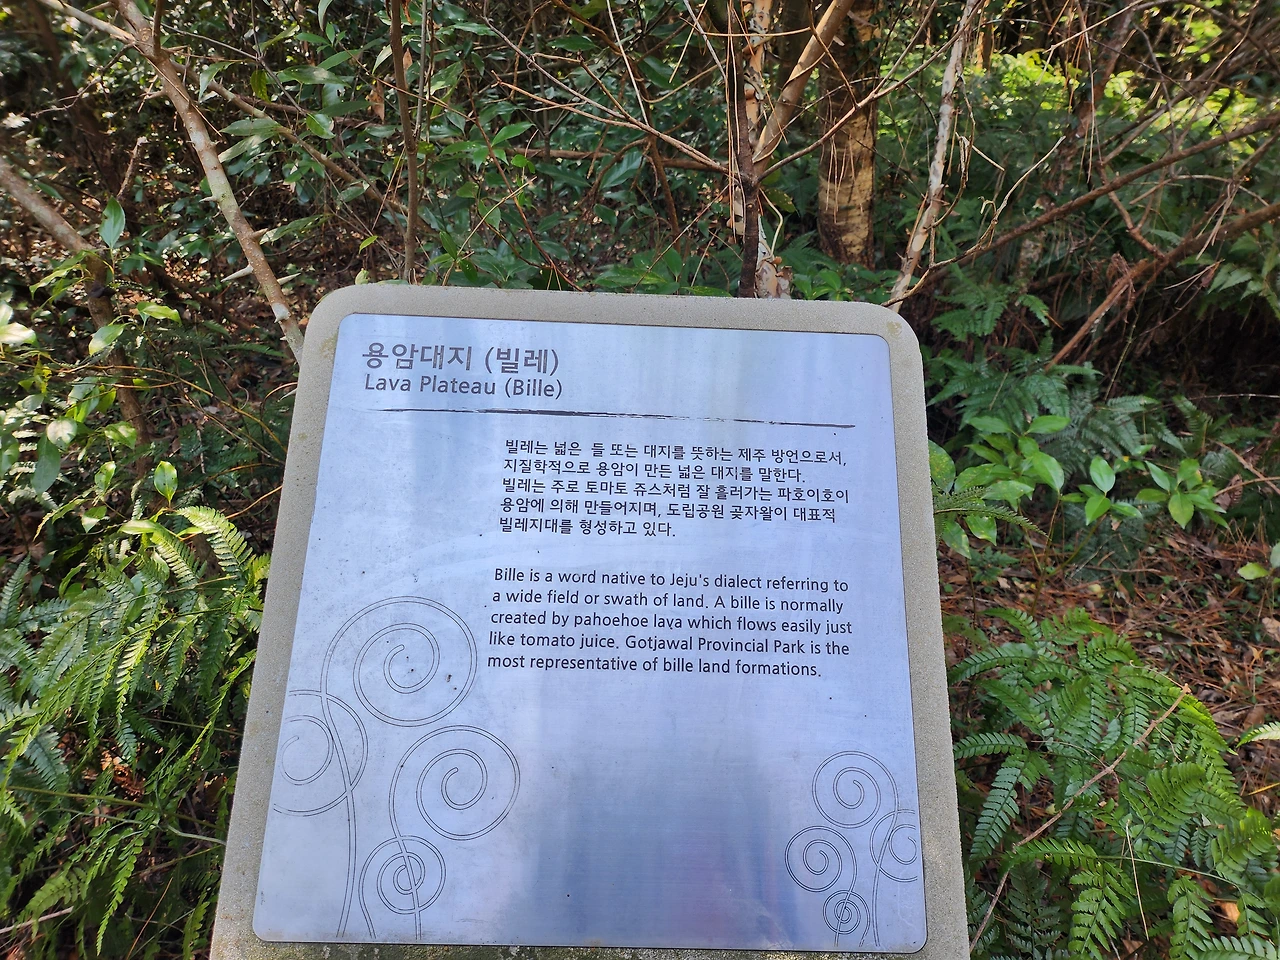 용암대지 (빌레)
Lava Plateau (Bille)
빌레는 넓은 들 또는 대지를 뜻하는 제주 방언으로서,
지질학적으로 용암이 만든 넓은 대지를 말한다.
빌레는 주로 토마토 쥬스처럼 잘 흘러가는 파호이호이
용암에 의해 만들어지며, 도립공원 곶자왈이 대표적
빌레지대를 형성하고 있다.
Bille is a word native to Jeju's dialect referring to
a wide field or swath of land. A bille is normally
created by pahoehoe lava which flows easily just
like tomato juice. Gotjawal Provincial Park is the
most representative of bille land formations.